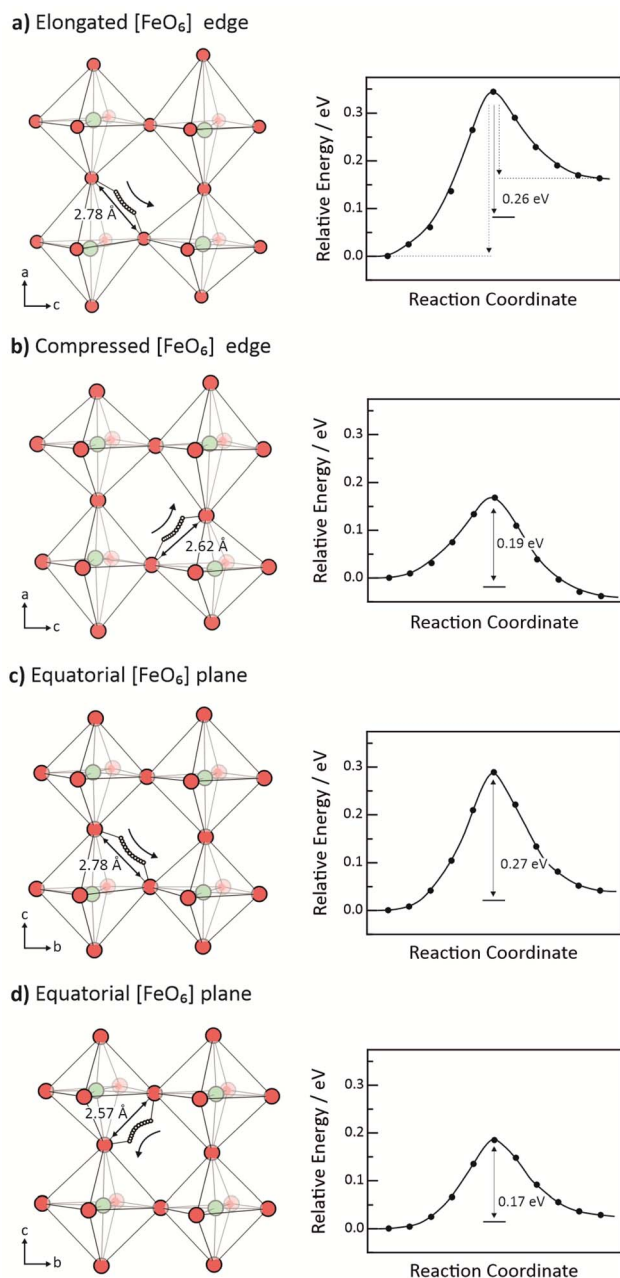 a) Elongated [FeO₆] edge
2.78 Å
a
c
Relative Energy / eV
0.3
0.2
0.1
0.0
0.26 eV
Reaction Coordinate
b) Compressed [FeO₆] edge
2.62 Å
a
c
Relative Energy / eV
0.3
0.2
0.1
0.0
0.19 eV
Reaction Coordinate
c) Equatorial [FeO₆] plane
2.78 Å
c
b
Relative Energy / eV
0.3
0.2
0.1
0.0
0.27 eV
Reaction Coordinate
d) Equatorial [FeO₆] plane
2.57 Å
c
b
Relative Energy / eV
0.3
0.2
0.1
0.0
0.17 eV
Reaction Coordinate